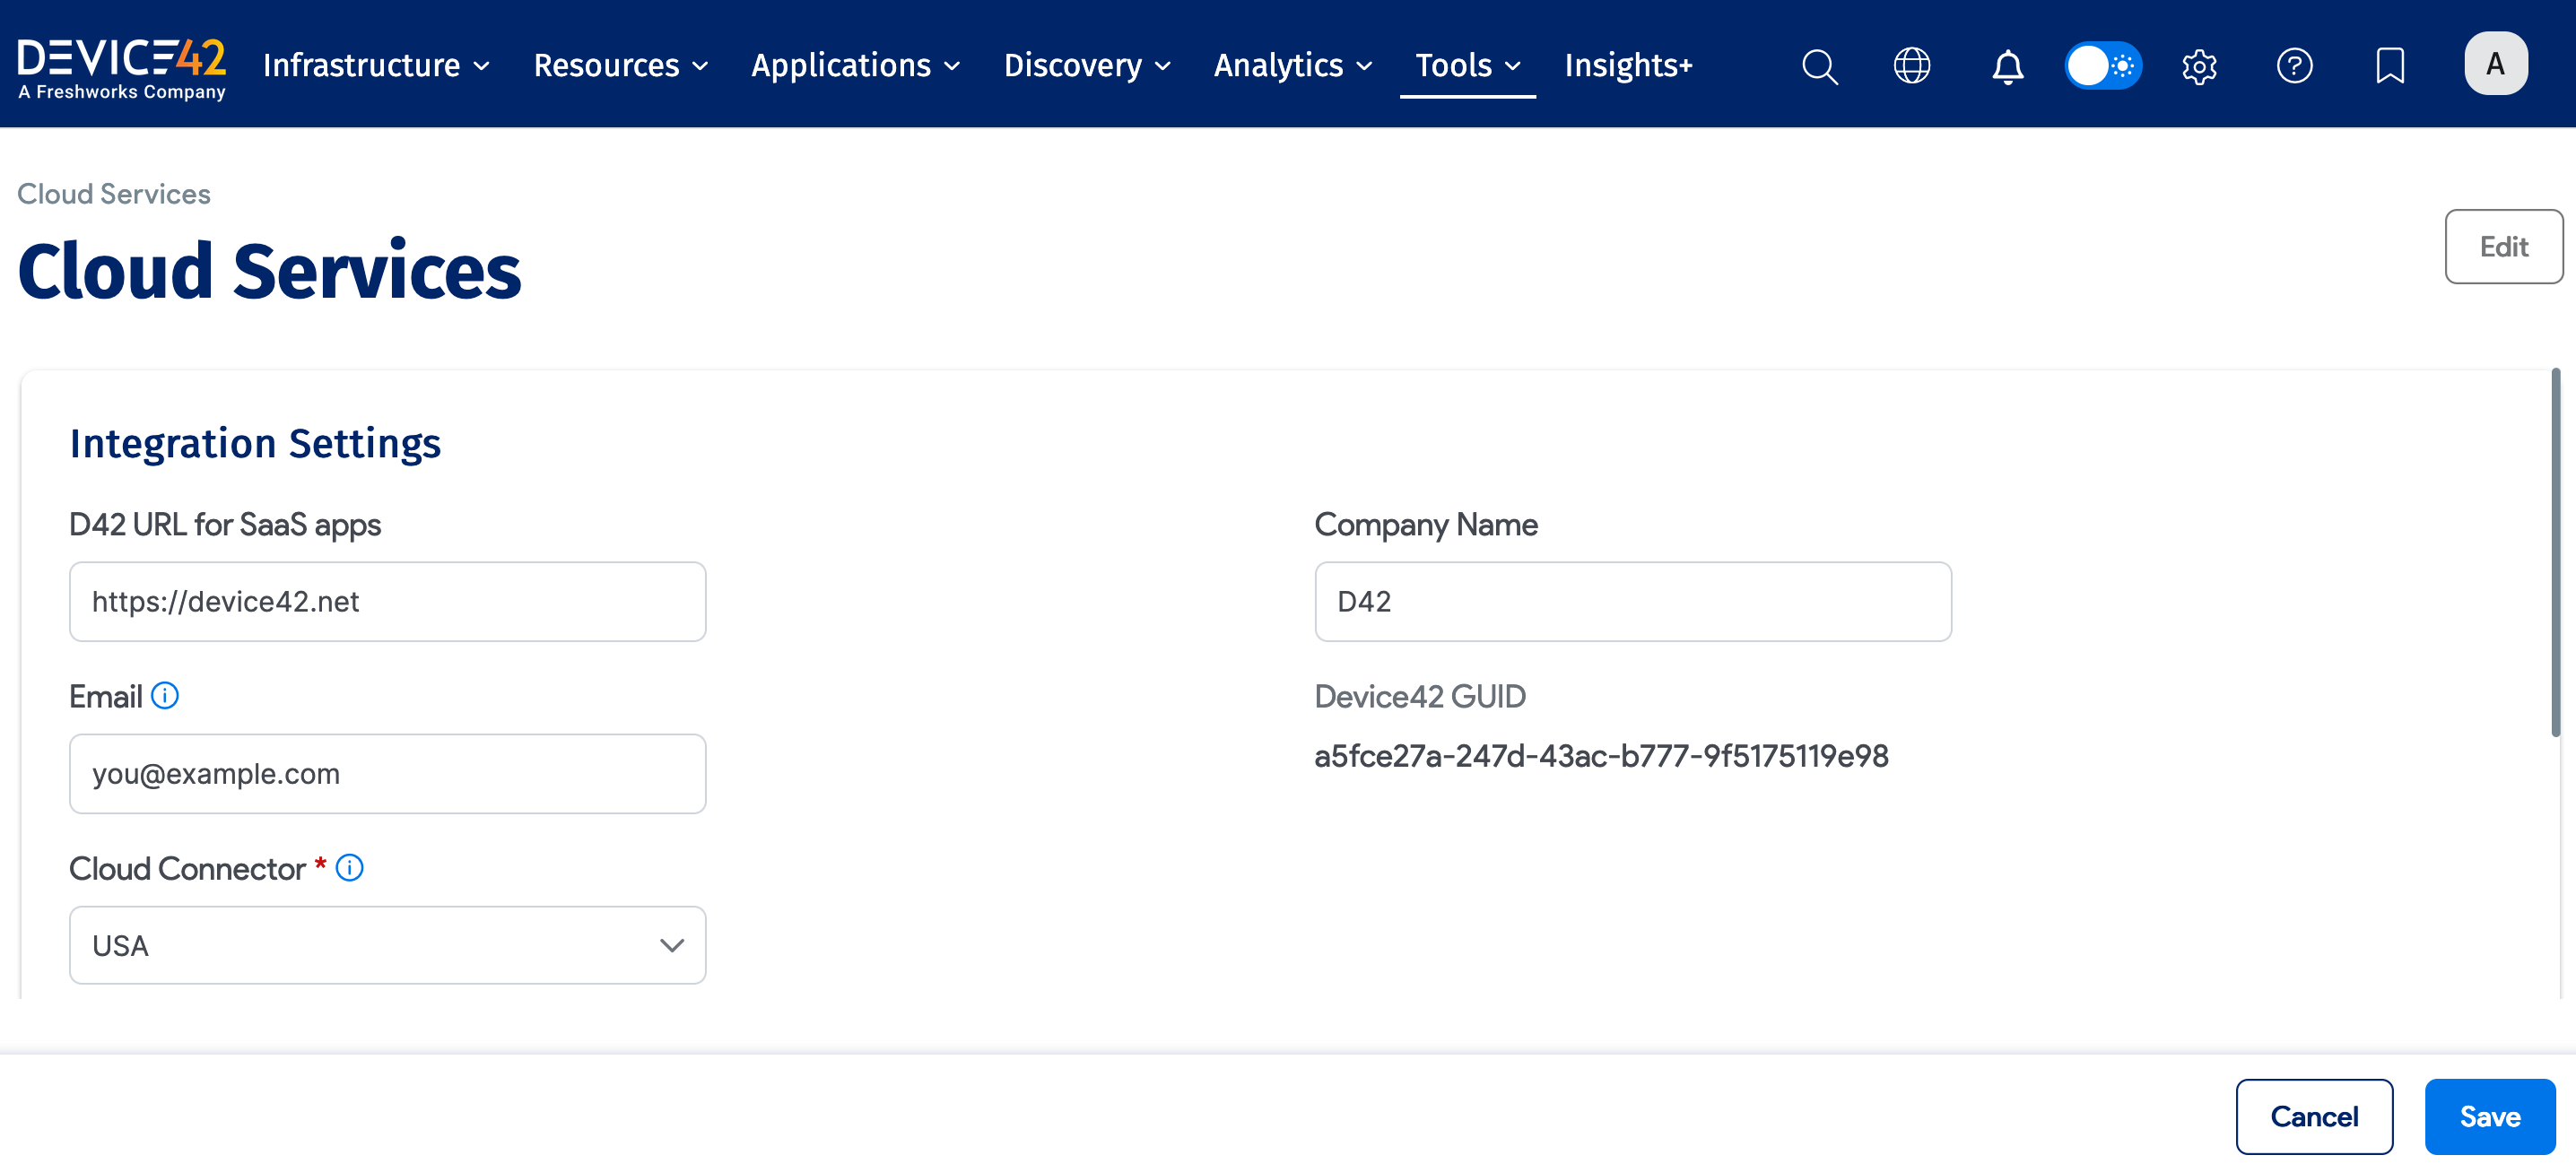 DEVICE42
A Freshworks Company
Infrastructure
Resources
Applications
Discovery
Analytics
Tools
Insights+
A
Cloud Services
Cloud Services
Edit
Integration Settings
D42 URL for SaaS apps
https://device42.net
Company Name
D42
Email
you@example.com
Device42 GUID
a5fce27a-247d-43ac-b777-9f5175119e98
Cloud Connector *
USA
Cancel
Save